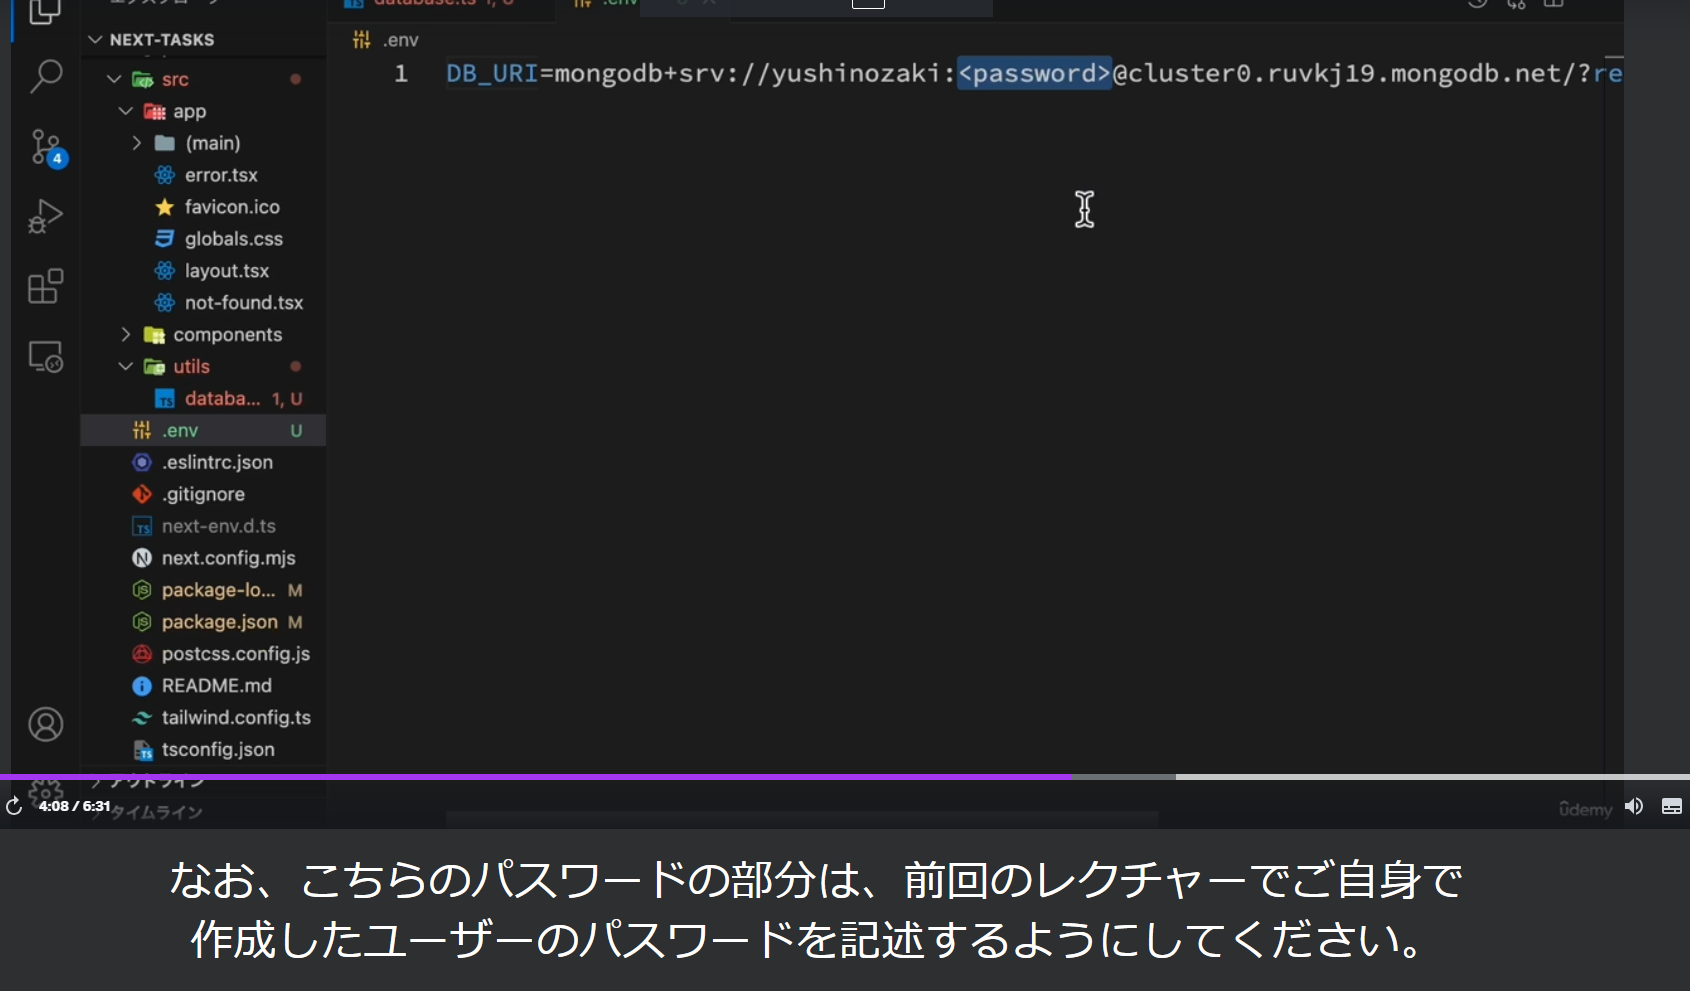 NEXT-TASKS
.env
src
1 DB_URI=mongodb+srv://yushinozaki:<password>@cluster0.ruvkj19.mongodb.net/?re
app
(main)
error.tsx
4
favicon.ico
globals.css
layout.tsx
not-found.tsx
components
utils
databa... 1, U
.env U
.eslintrc.json
.gitignore
next-env.d.ts
next.config.mjs
package-lo... M
package.json M
postcss.config.js
README.md
tailwind.config.ts
tsconfig.json
アウトライン
4:08 / 6:31
タイムライン
ûdemy
なお、こちらのパスワードの部分は、前回のレクチャーでご自身で
作成したユーザーのパスワードを記述するようにしてください。